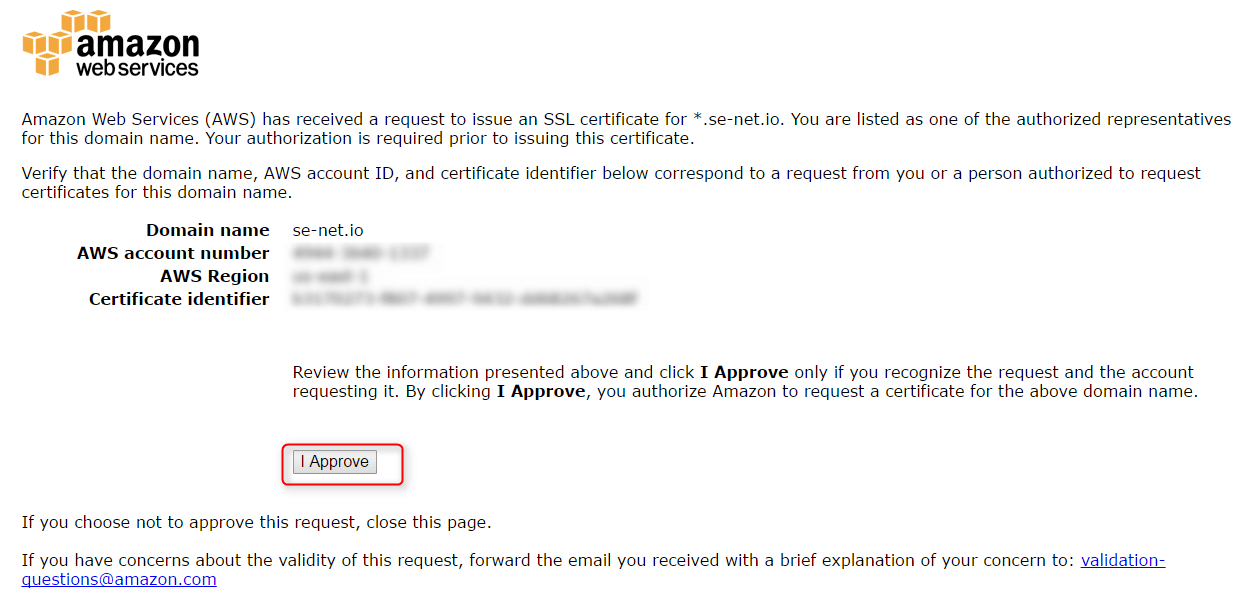 amazon
web services
Amazon Web Services (AWS) has received a request to issue an SSL certificate for *.se-net.io. You are listed as one of the authorized representatives
for this domain name. Your authorization is required prior to issuing this certificate.
Verify that the domain name, AWS account ID, and certificate identifier below correspond to a request from you or a person authorized to request
certificates for this domain name.
Domain name se-net.io
AWS account number
AWS Region
Certificate identifier
Review the information presented above and click I Approve only if you recognize the request and the account
requesting it. By clicking I Approve, you authorize Amazon to request a certificate for the above domain name.
I Approve
If you choose not to approve this request, close this page.
If you have concerns about the validity of this request, forward the email you received with a brief explanation of your concern to: validation-
questions@amazon.com